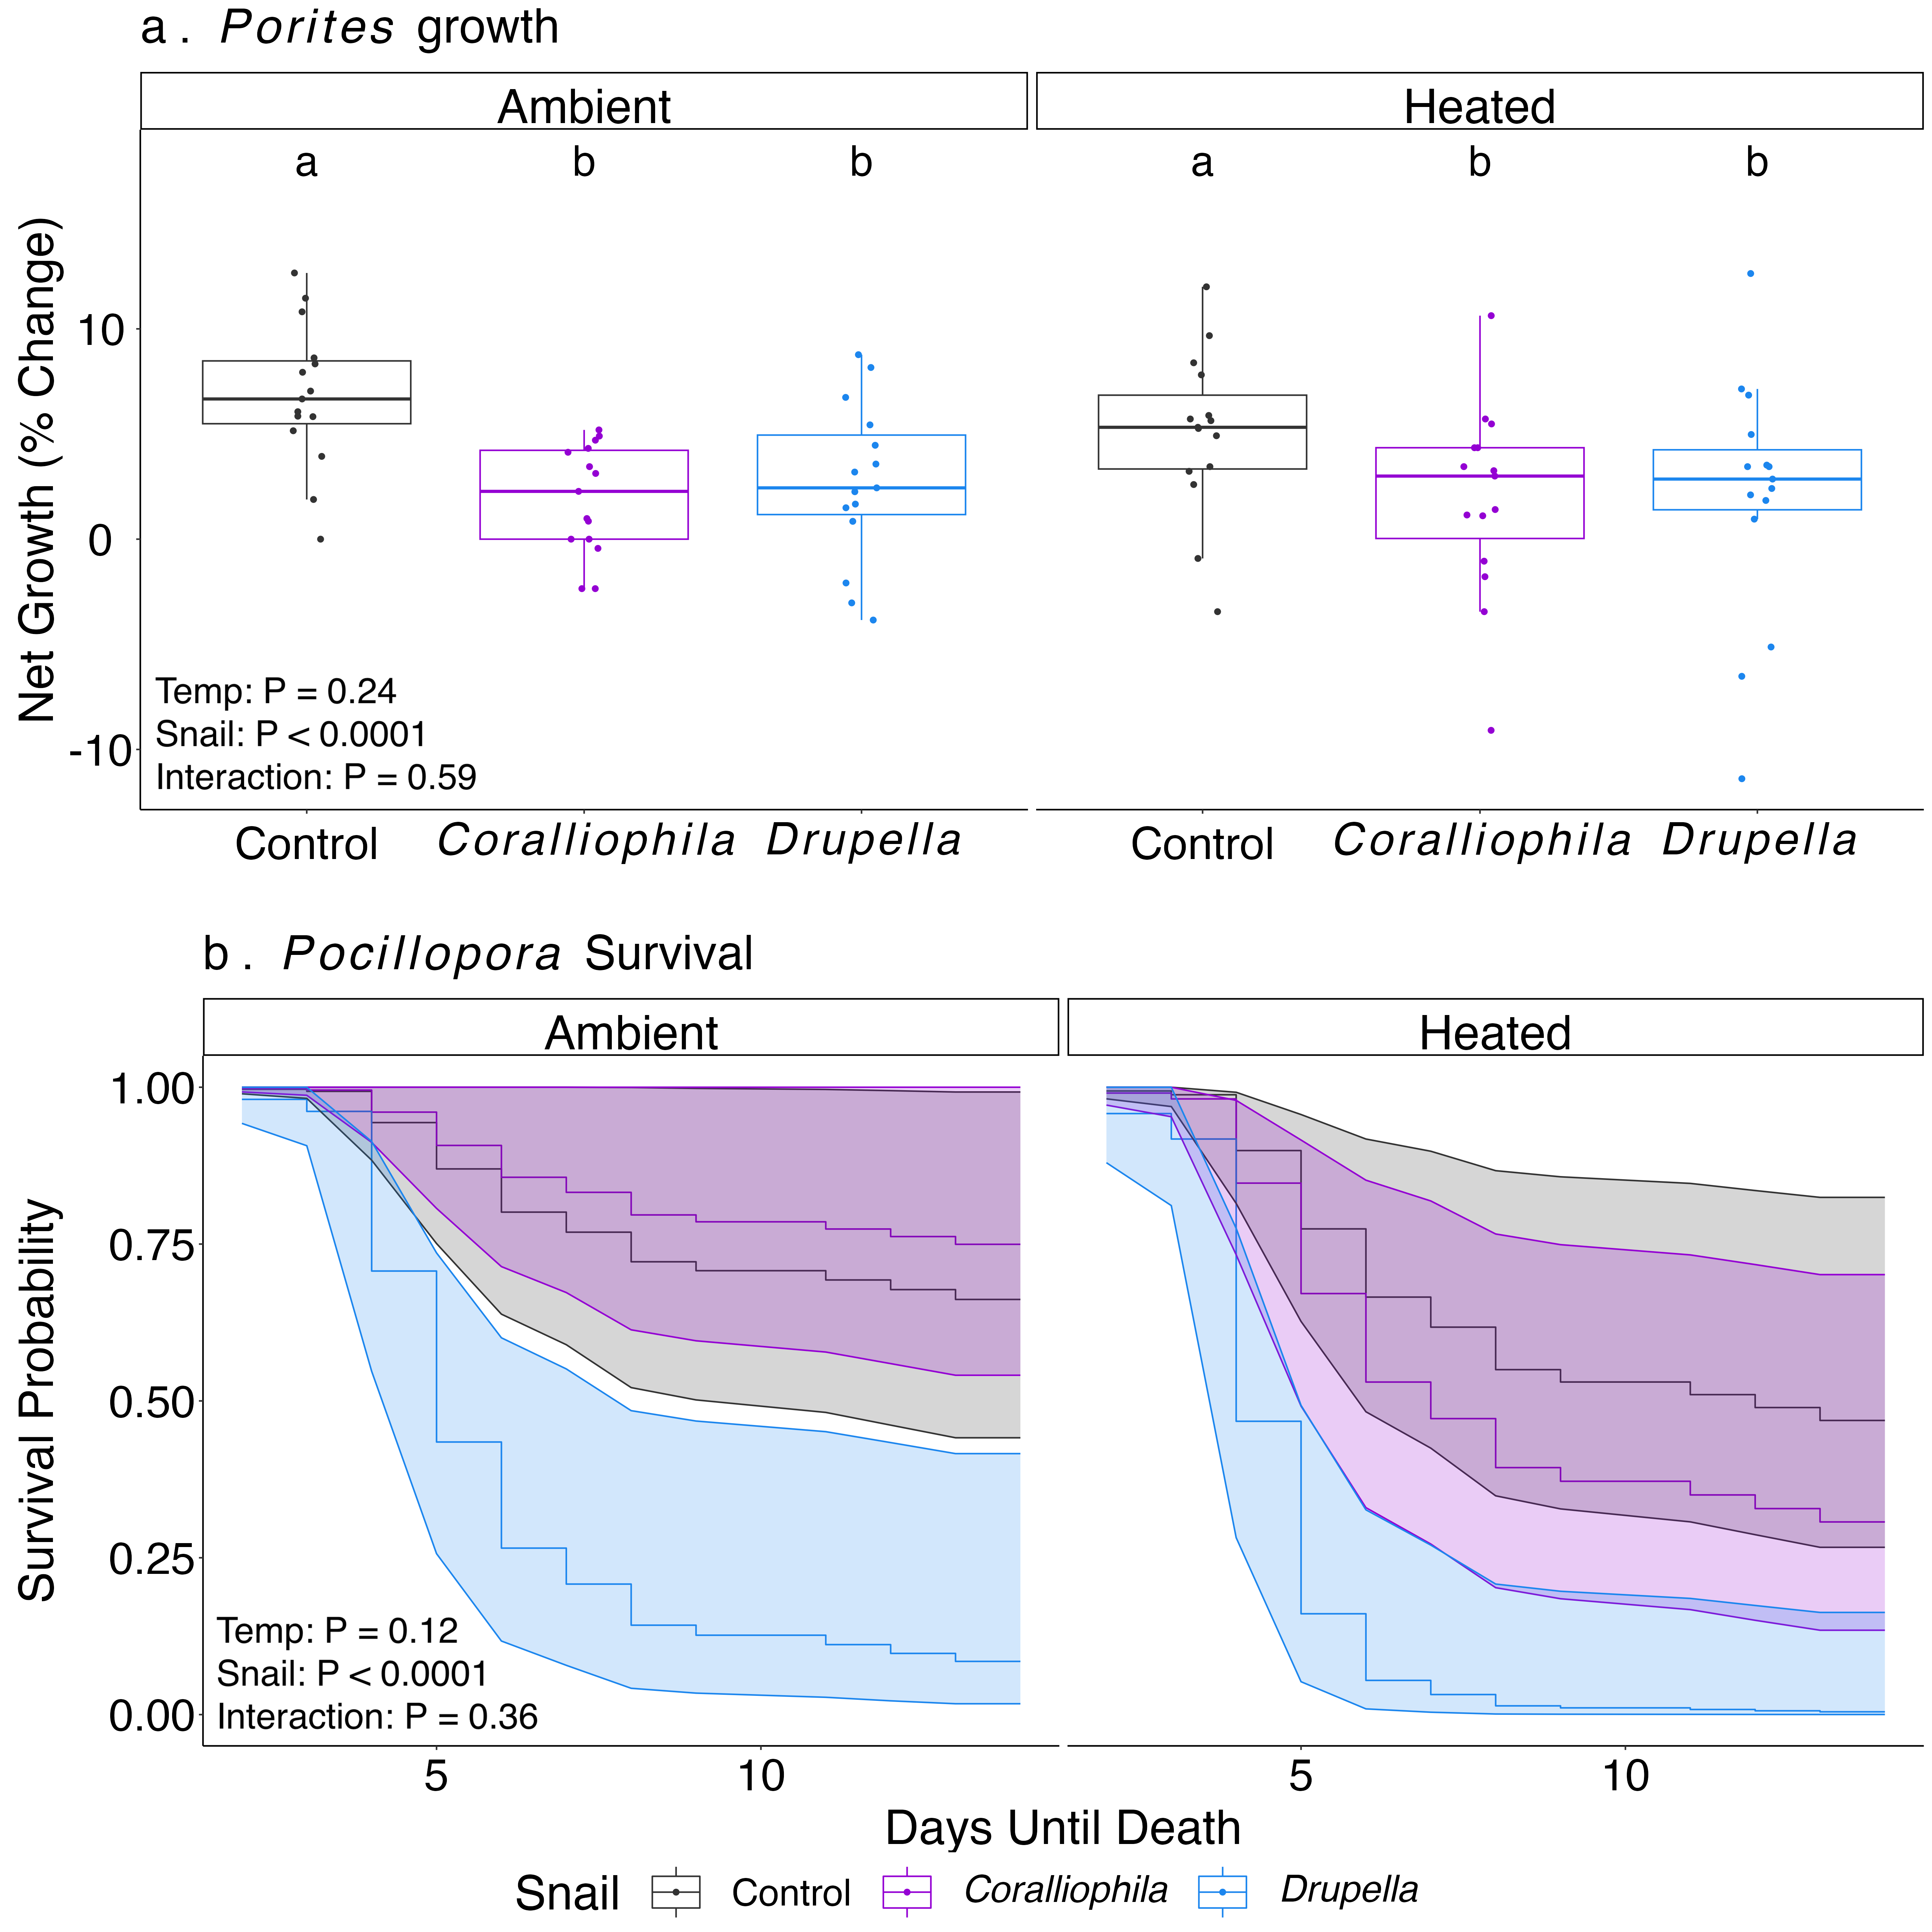 a. Porites growth
Ambient Heated
a b b a b b
Net Growth (% Change)
10
0
-10
Temp: P = 0.24
Snail: P < 0.0001
Interaction: P = 0.59
Control Coralliophila Drupella Control Coralliophila Drupella
b. Pocillopora Survival
Ambient Heated
Survival Probability
1.00
0.75
0.50
0.25
0.00
Temp: P = 0.12
Snail: P < 0.0001
Interaction: P = 0.36
5 10 5 10
Days Until Death
Snail Control Coralliophila Drupella